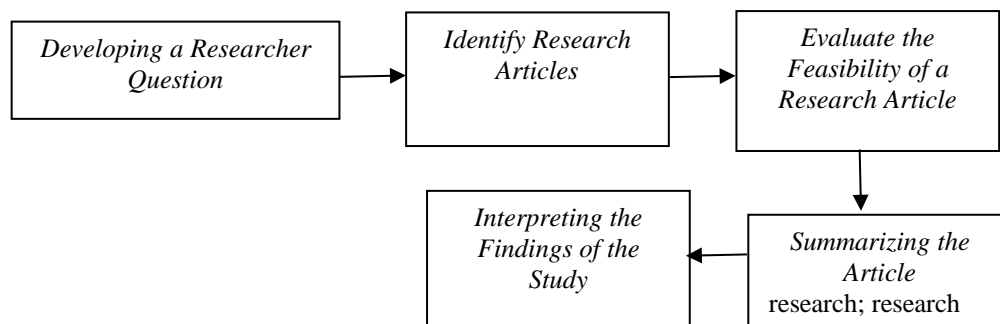 Developing a Researcher
Question
Identify Research
Articles
Evaluate the
Feasibility of a
Research Article
Summarizing the
Article
research; research
Interpreting the
Findings of the
Study